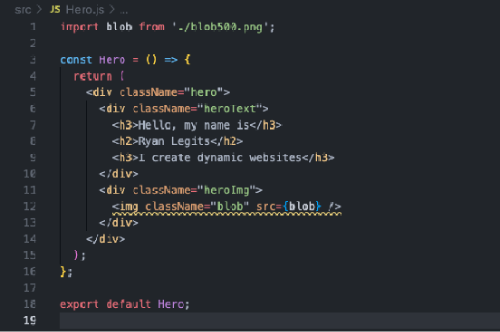 src > JS Hero.js > ...
1 import blob from './blob500.png';
2
3 const Hero = () => {
4 return (
5 <div className="hero">
6 <div className="heroText">
7 <h3>Hello, my name is</h3>
8 <h2>Ryan Legits</h2>
9 <h3>I create dynamic websites</h3>
10 </div>
11 <div className="heroImg">
12 <img className="blob" src={blob} />
13 </div>
14 </div>
15 );
16 };
17
18 export default Hero;
19